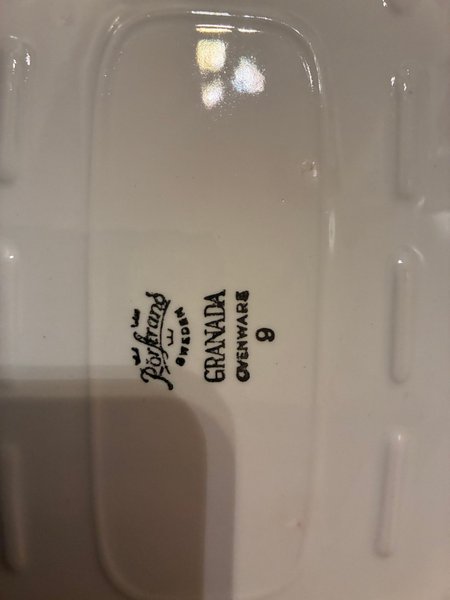 Rörstrand
SWEDEN
GRANADA
OVENWARE
9